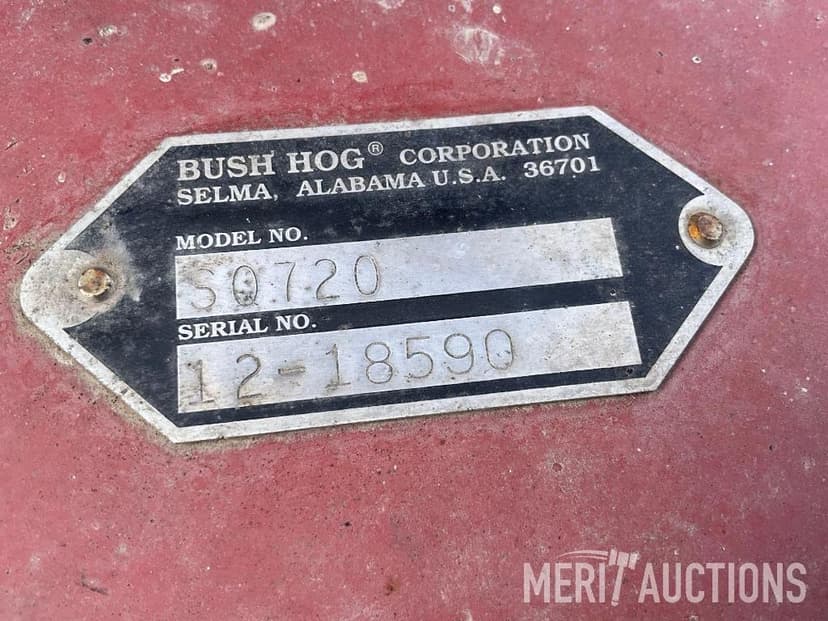 BUSH HOG® CORPORATION
SELMA, ALABAMA U.S.A. 36701
MODEL NO.
SQ720
SERIAL NO.
12-18590
MERIT AUCTIONS